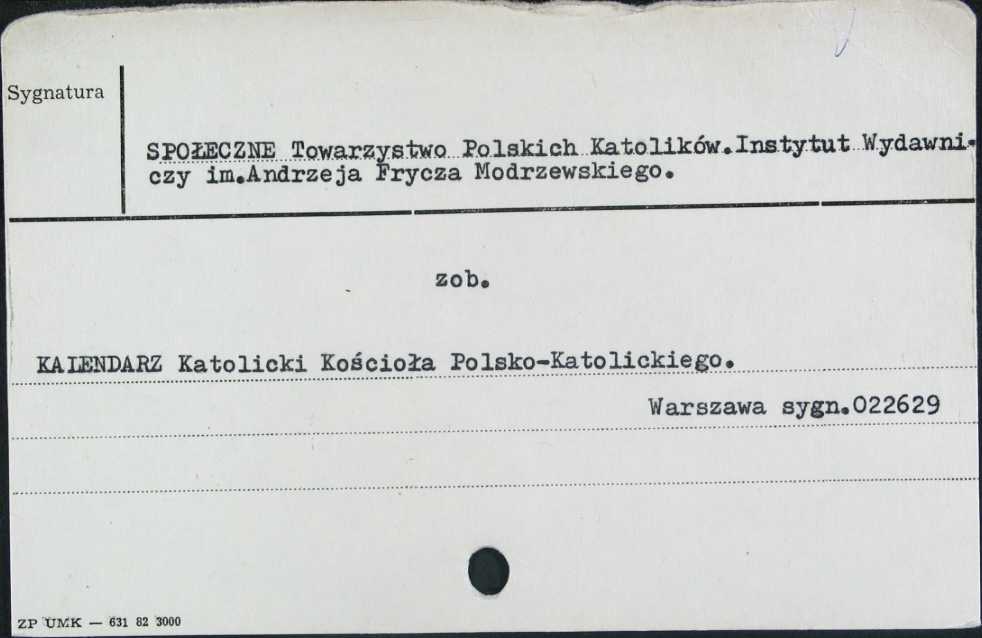 Sygnatura
SPOŁECZNE Towarzystwo Polskich Katolików.Instytut Wydawni-
czy im.Andrzeja Frycza Modrzewskiego.
zob.
KALENDARZ Katolicki Kościoła Polsko-Katolickiego.
Warszawa sygn.022629
ZP UMK — 631 82 3000